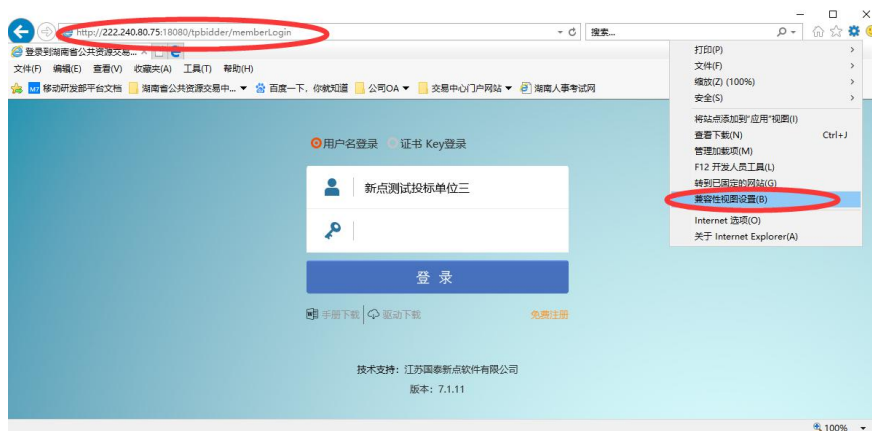 http://222.240.80.75:18080/tpbidder/memberLogin
搜索...
登录到湖南省公共资源交易...
文件(F) 编辑(E) 查看(V) 收藏夹(A) 工具(T) 帮助(H)
移动研发部平台文档 湖南省公共资源交易中... 百度一下，你就知道 公司OA 交易中心门户网站 湖南人事考试网
打印(P)
文件(F)
缩放(Z) (100%)
安全(S)
将站点添加到“应用”视图(I)
查看下载(N) Ctrl+J
管理加载项(M)
F12 开发人员工具(L)
转到已固定的网站(G)
兼容性视图设置(B)
Internet 选项(O)
关于 Internet Explorer(A)
用户名登录 证书 Key登录
新点测试投标单位三
登 录
手册下载 驱动下载 免费注册
技术支持：江苏国泰新点软件有限公司
版本：7.1.11
100%